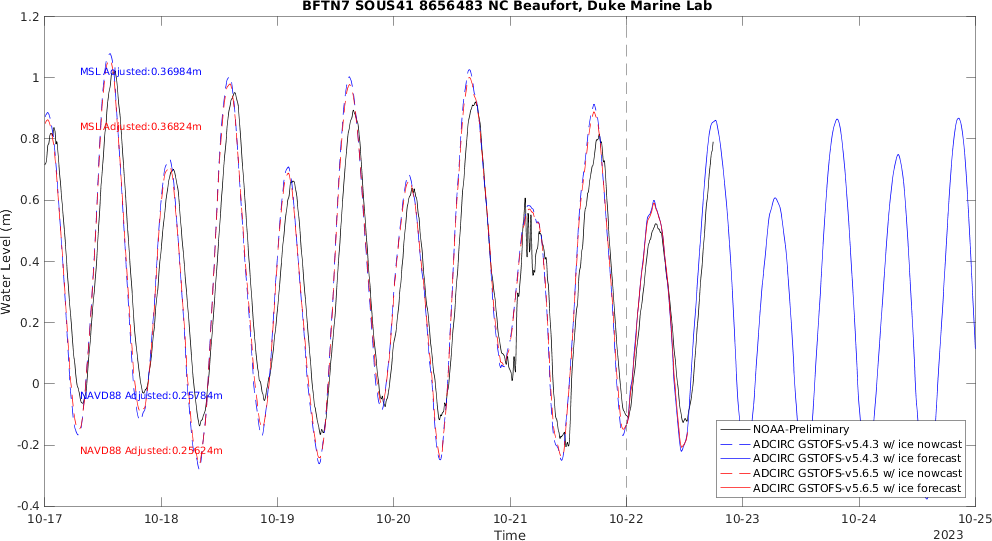 BFTN7 SOUS41 8656483 NC Beaufort, Duke Marine Lab
1.2
1
0.8
0.6
0.4
0.2
0
-0.2
-0.4
Water Level (m)
MSL Adjusted:0.36984m
MSL Adjusted:0.36824m
NAVD88 Adjusted:0.25784m
NAVD88 Adjusted:0.25624m
NOAA-Preliminary
ADCIRC GSTOFS-v5.4.3 w/ ice nowcast
ADCIRC GSTOFS-v5.4.3 w/ ice forecast
ADCIRC GSTOFS-v5.6.5 w/ ice nowcast
ADCIRC GSTOFS-v5.6.5 w/ ice forecast
10-17 10-18 10-19 10-20 10-21 10-22 10-23 10-24 10-25
Time
2023